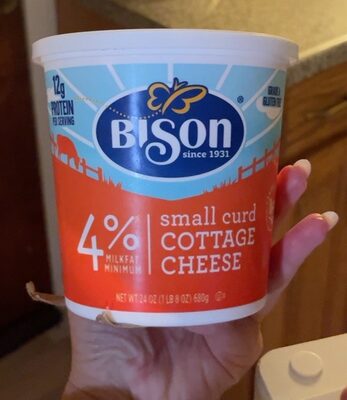 12g
PROTEIN
PER SERVING
GRADE A
GLUTEN FREE
BISON
®
since 1931
4%
MILKFAT
MINIMUM
small curd
COTTAGE
CHEESE
NET WT 24 OZ (1 LB 8 OZ) 680g